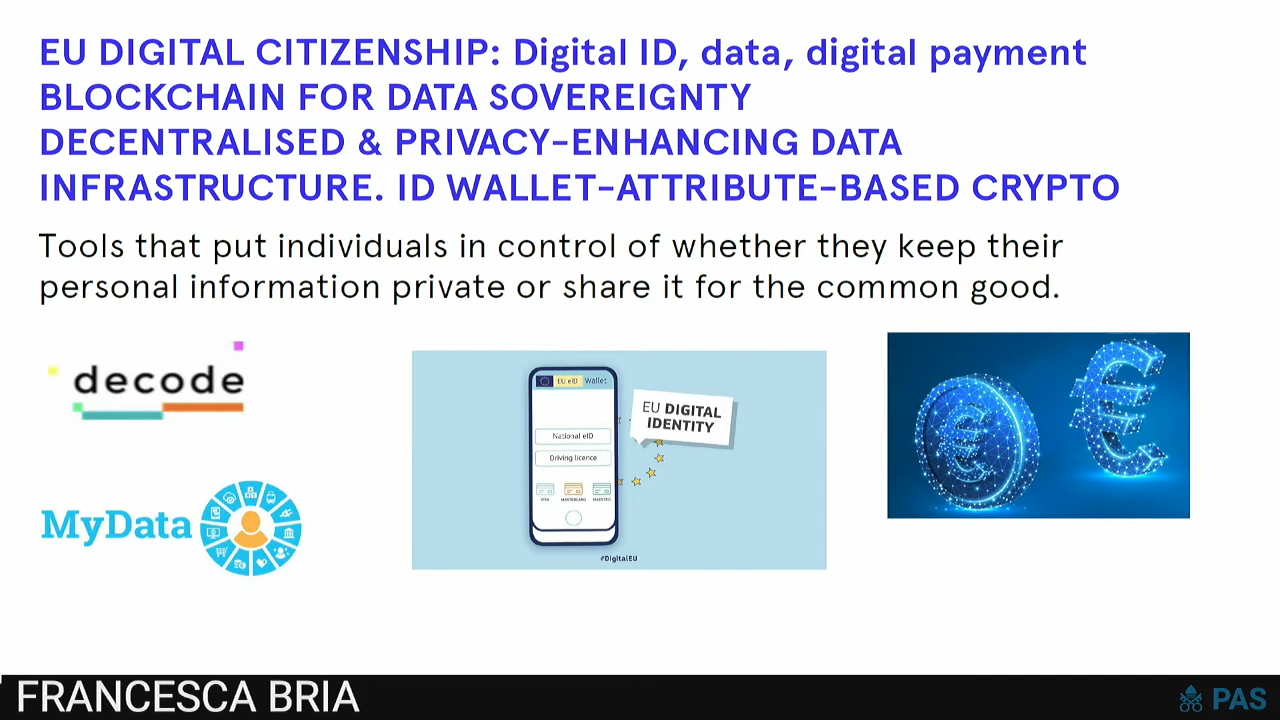 EU DIGITAL CITIZENSHIP: Digital ID, data, digital payment
BLOCKCHAIN FOR DATA SOVEREIGNTY
DECENTRALISED & PRIVACY-ENHANCING DATA
INFRASTRUCTURE. ID WALLET-ATTRIBUTE-BASED CRYPTO
Tools that put individuals in control of whether they keep their
personal information private or share it for the common good.
decode
MyData
EU eID Wallet
National eID
Driving licence
VISA MASTERCARD MAESTRO
EU DIGITAL
IDENTITY
#DigitalEU
€ €
FRANCESCA BRIA
PAS